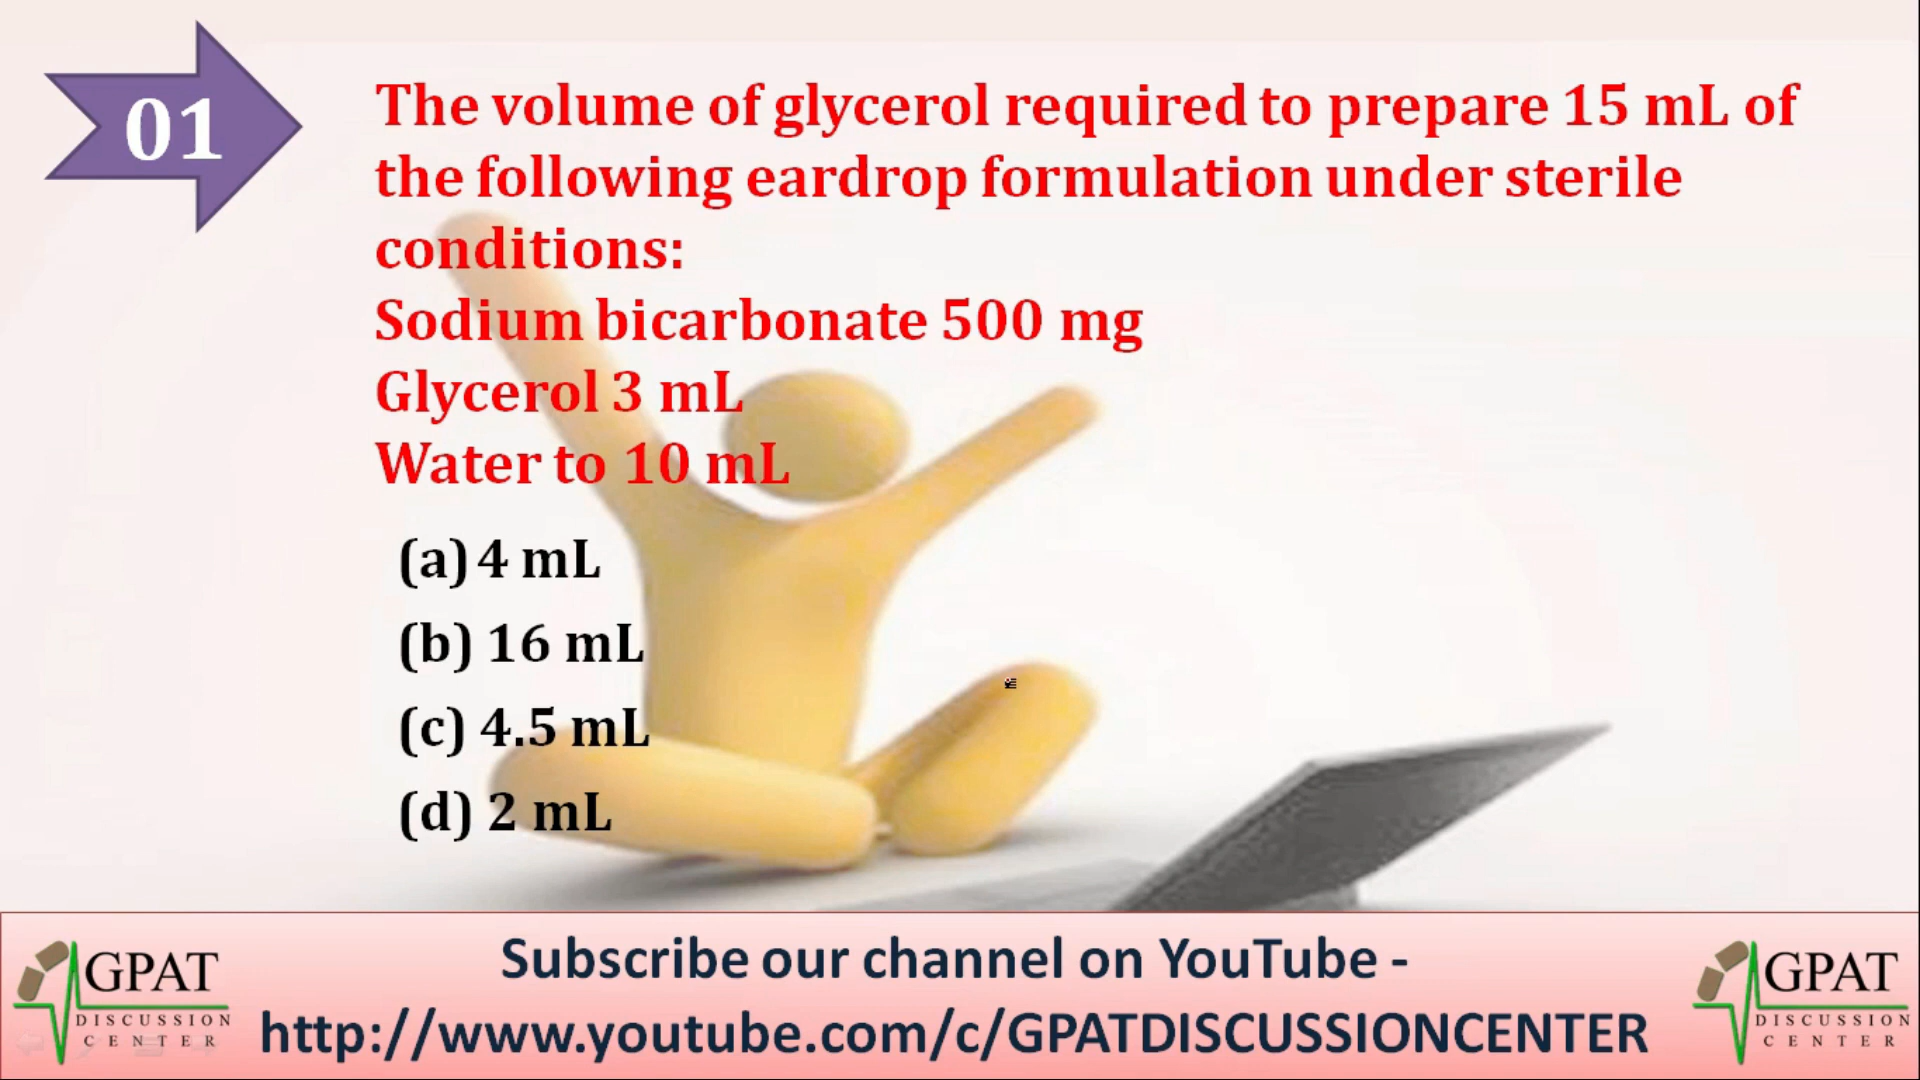 01
The volume of glycerol required to prepare 15 mL of
the following eardrop formulation under sterile
conditions:
Sodium bicarbonate 500 mg
Glycerol 3 mL
Water to 10 mL
(a) 4 mL
(b) 16 mL
(c) 4.5 mL
(d) 2 mL
GPAT
DISCUSSION
CENTER
Subscribe our channel on YouTube -
http://www.youtube.com/c/GPATDISCUSSIONCENTER
GPAT
DISCUSSION
CENTER